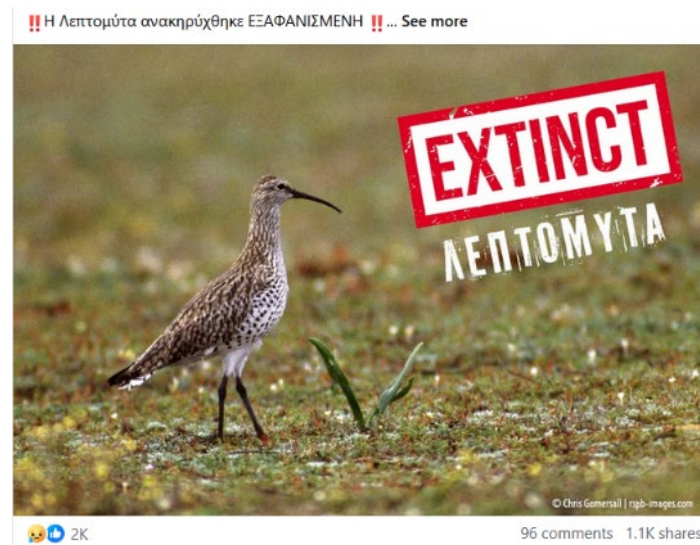 ‼️Η Λεπτομύτα ανακηρύχθηκε ΕΞΑΦΑΝΙΣΜΕΝΗ ‼️... See more
EXTINCT
ΛΕΠΤΟΜΥΤΑ
© Chris Gomersall | rspb-images.com
2K
96 comments 1.1K shares